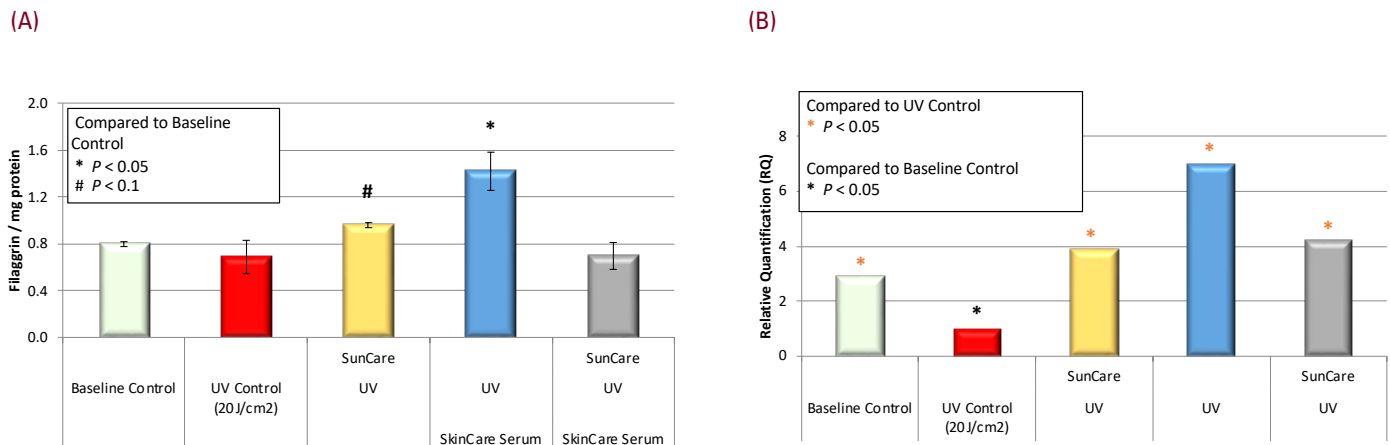 (A)
Filaggrin / mg protein
2.0
1.6
1.2
0.8
0.4
0.0
Compared to Baseline
Control
* P < 0.05
# P < 0.1
#
*
SunCare
SunCare
Baseline Control
UV Control
UV
UV
UV
(20J/cm2)
SkinCare Serum
SkinCare Serum
(B)
Relative Quantification (RQ)
8
6
4
2
0
Compared to UV Control
* P < 0.05
Compared to Baseline Control
* P < 0.05
*
*
*
*
*
SunCare
SunCare
Baseline Control
UV Control
UV
UV
UV
(20J/cm2)